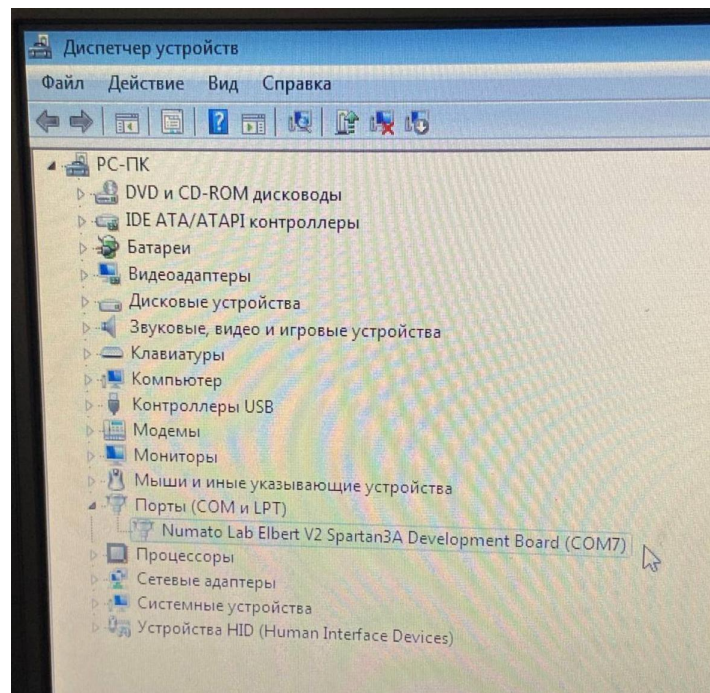 Диспетчер устройств
Файл Действие Вид Справка
PC-ПК
DVD и CD-ROM дисководы
IDE ATA/ATAPI контроллеры
Батареи
Видеоадаптеры
Дисковые устройства
Звуковые, видео и игровые устройства
Клавиатуры
Компьютер
Контроллеры USB
Модемы
Мониторы
Мыши и иные указывающие устройства
Порты (COM и LPT)
Numato Lab Elbert V2 Spartan3A Development Board (COM7)
Процессоры
Сетевые адаптеры
Системные устройства
Устройства HID (Human Interface Devices)